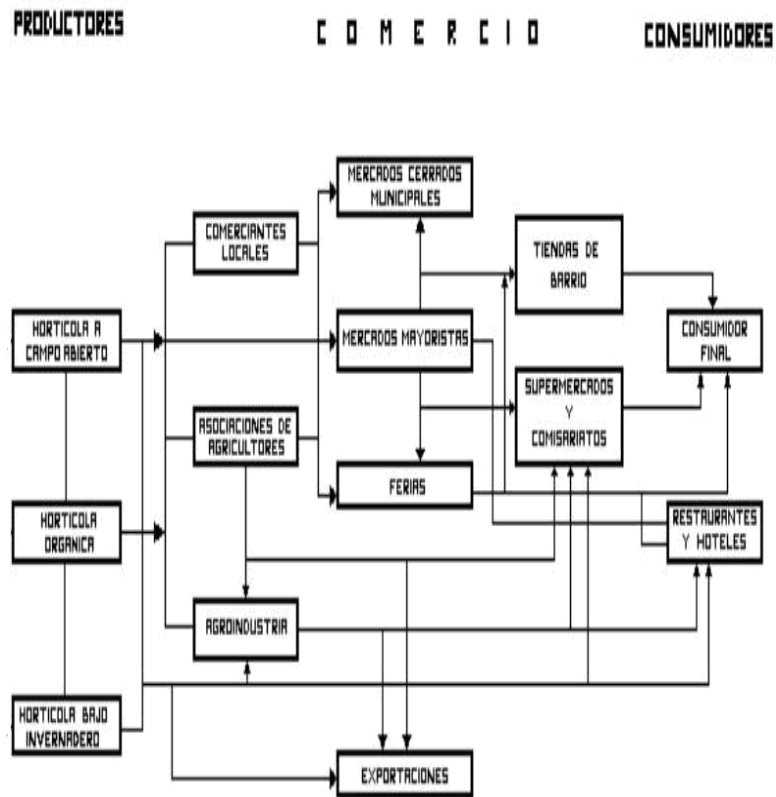 PRODUCTORES
COMERCIO
CONSUMIDORES
MERCADOS CERRADOS
MUNICIPALES
COMERCIANTES
LOCALES
TIENDAS DE
BARRIO
HORTICOLA A
CAMPO ABIERTO
MERCADOS MAYORISTAS
CONSUMIDOR
FINAL
SUPERMERCADOS
Y
COMISARIATOS
ASOCIACIONES DE
AGRICULTORES
FERIAS
HORTICOLA
ORGANICA
RESTAURANTES
Y HOTELES
AGROINDUSTRIA
HORTICOLA BAJO
INVERNADERO
EXPORTACIONES